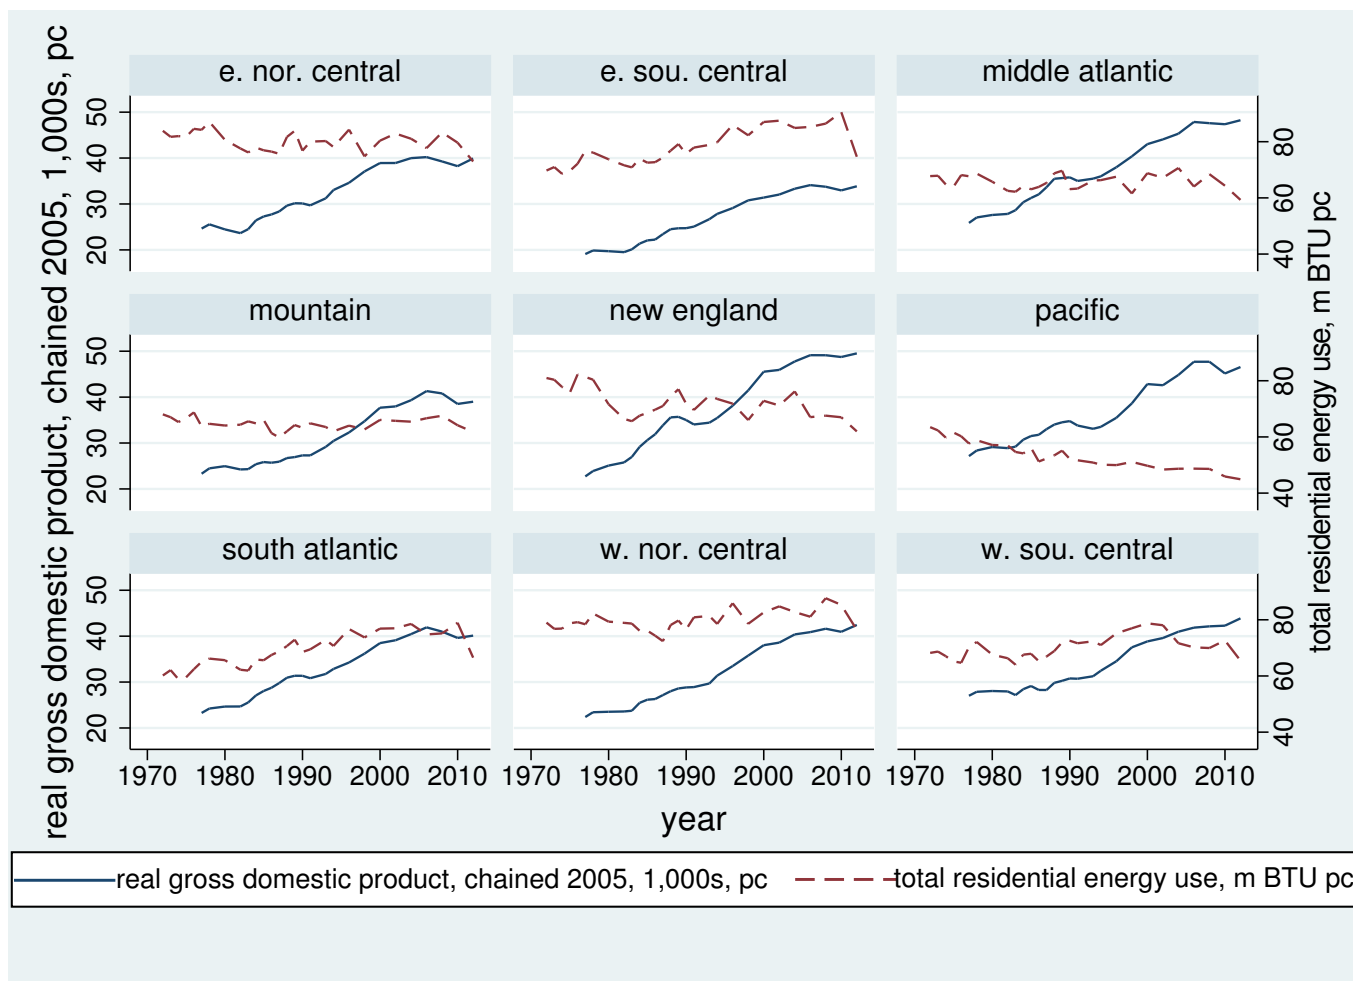 real gross domestic product, chained 2005, 1,000s, pc
e. nor. central
e. sou. central
middle atlantic
50
40
30
20
80
60
40
mountain
new england
pacific
50
40
30
20
80
60
40
south atlantic
w. nor. central
w. sou. central
50
40
30
20
80
60
40
total residential energy use, m BTU pc
1970 1980 1990 2000 2010 1970 1980 1990 2000 2010 1970 1980 1990 2000 2010
year
real gross domestic product, chained 2005, 1,000s, pc total residential energy use, m BTU pc